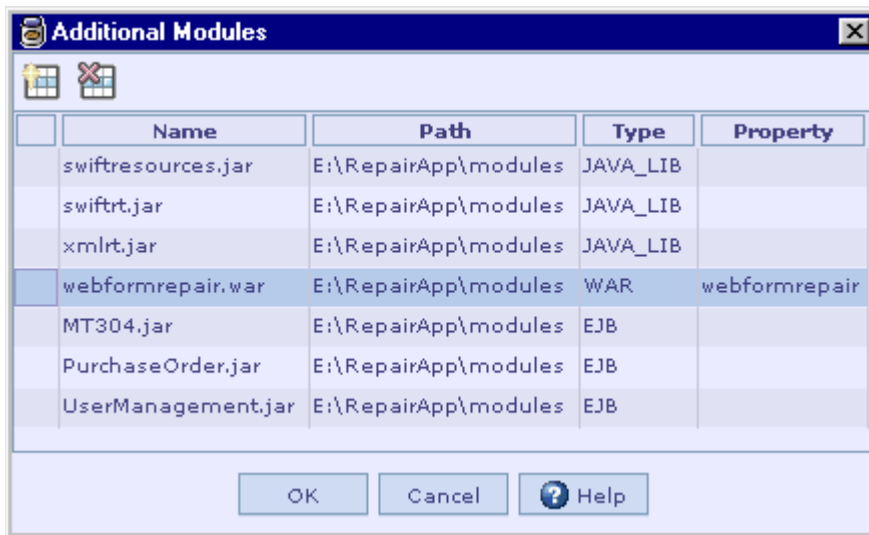 Additional Modules
Name Path Type Property
swiftresources.jar E:\RepairApp\modules JAVA_LIB
swiftrt.jar E:\RepairApp\modules JAVA_LIB
xmlrt.jar E:\RepairApp\modules JAVA_LIB
webformrepair.war E:\RepairApp\modules WAR webformrepair
MT304.jar E:\RepairApp\modules EJB
PurchaseOrder.jar E:\RepairApp\modules EJB
UserManagement.jar E:\RepairApp\modules EJB
OK Cancel Help